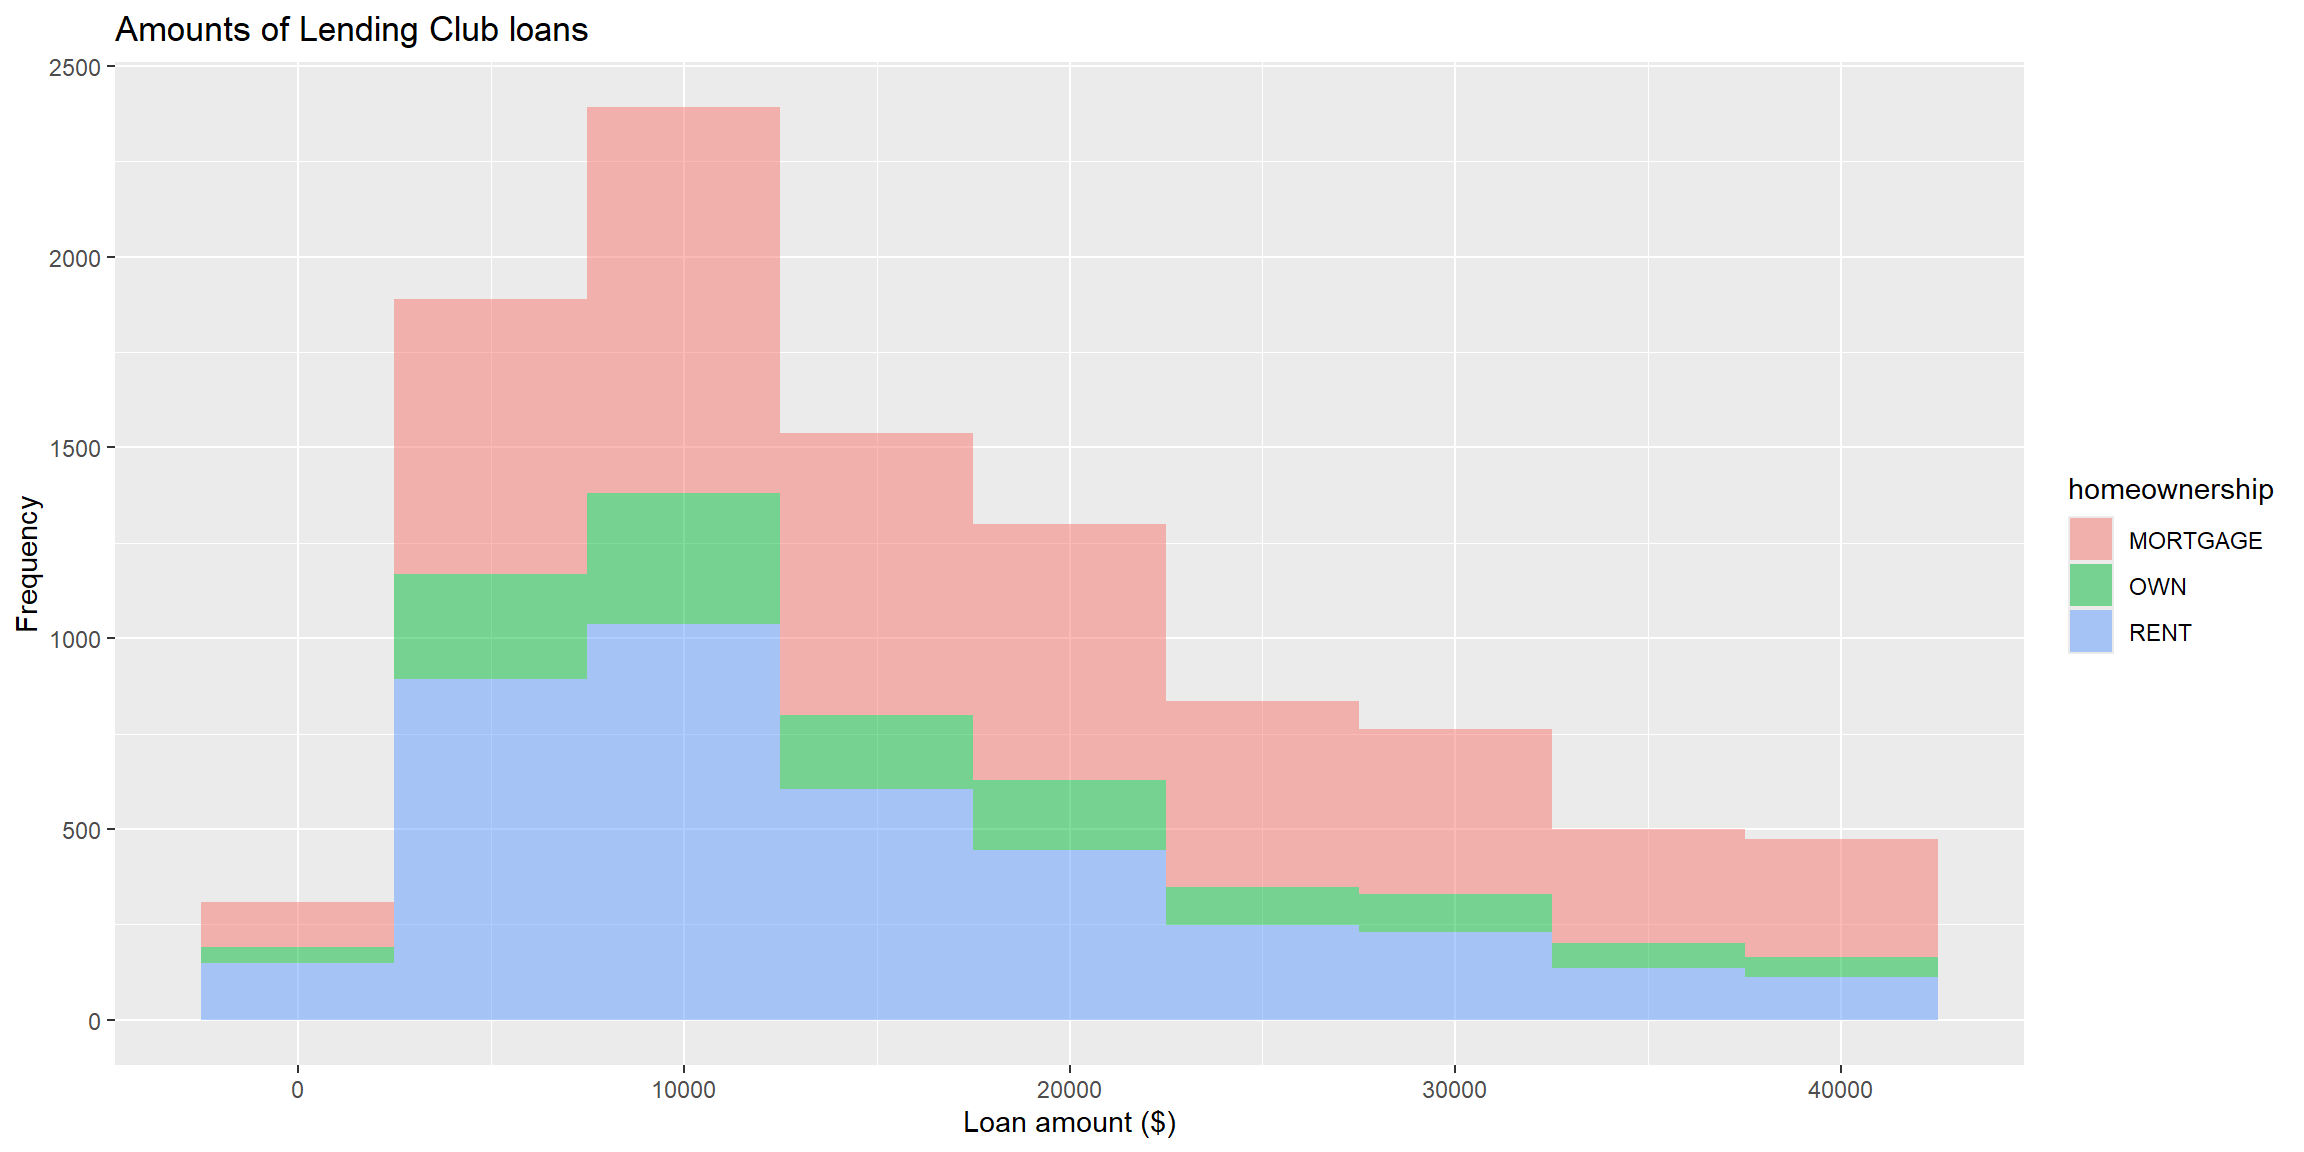 Amounts of Lending Club loans
2500
2000
1500
1000
500
0
Frequency
0 10000 20000 30000 40000
Loan amount ($)
homeownership
MORTGAGE
OWN
RENT